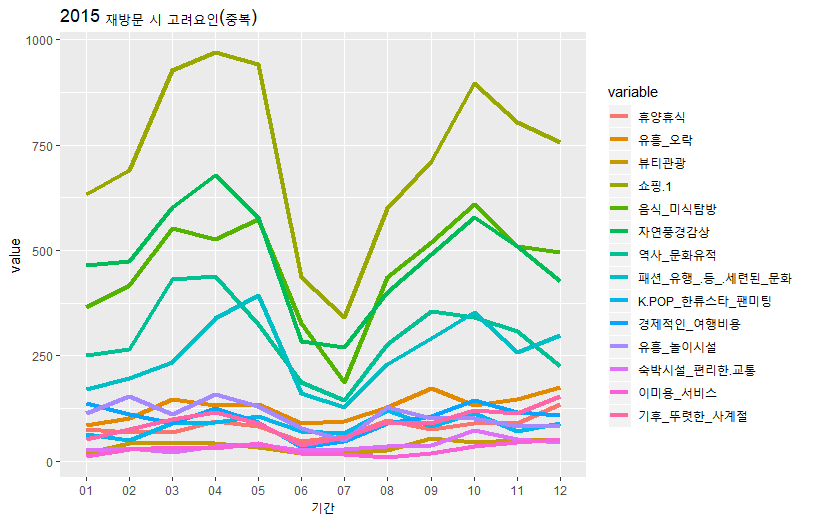 2015 재방문 시 고려요인(중복)
1000
750
500
250
0
value
01 02 03 04 05 06 07 08 09 10 11 12
기간
variable
휴양휴식
유흥_오락
뷰티관광
쇼핑.1
음식_미식탐방
자연풍경감상
역사_문화유적
패션_유행_.등_.세련된_문화
K.POP_한류스타_팬미팅
경제적인_여행비용
유흥_놀이시설
숙박시설_편리한.교통
이미용_서비스
기후_뚜렷한_사계절